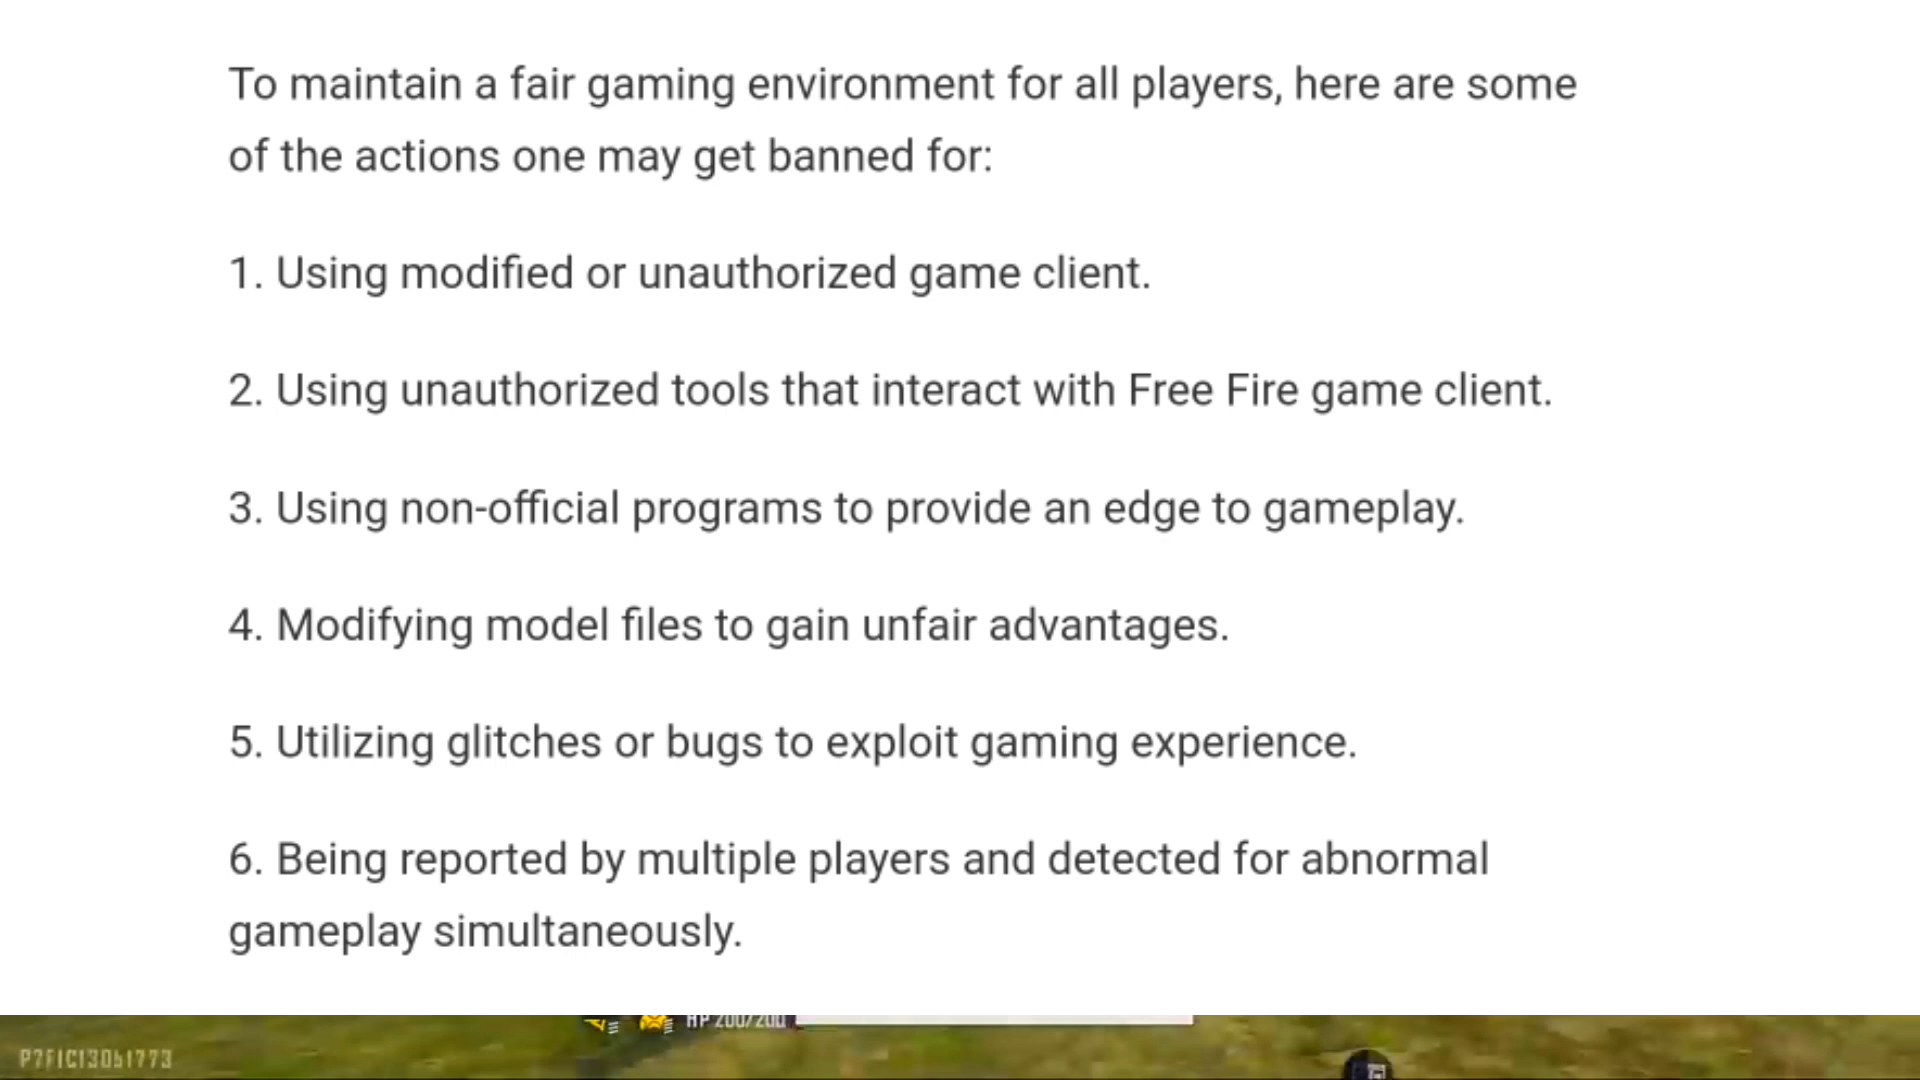 To maintain a fair gaming environment for all players, here are some
of the actions one may get banned for:
1. Using modified or unauthorized game client.
2. Using unauthorized tools that interact with Free Fire game client.
3. Using non-official programs to provide an edge to gameplay.
4. Modifying model files to gain unfair advantages.
5. Utilizing glitches or bugs to exploit gaming experience.
6. Being reported by multiple players and detected for abnormal
gameplay simultaneously.
HP 200/200